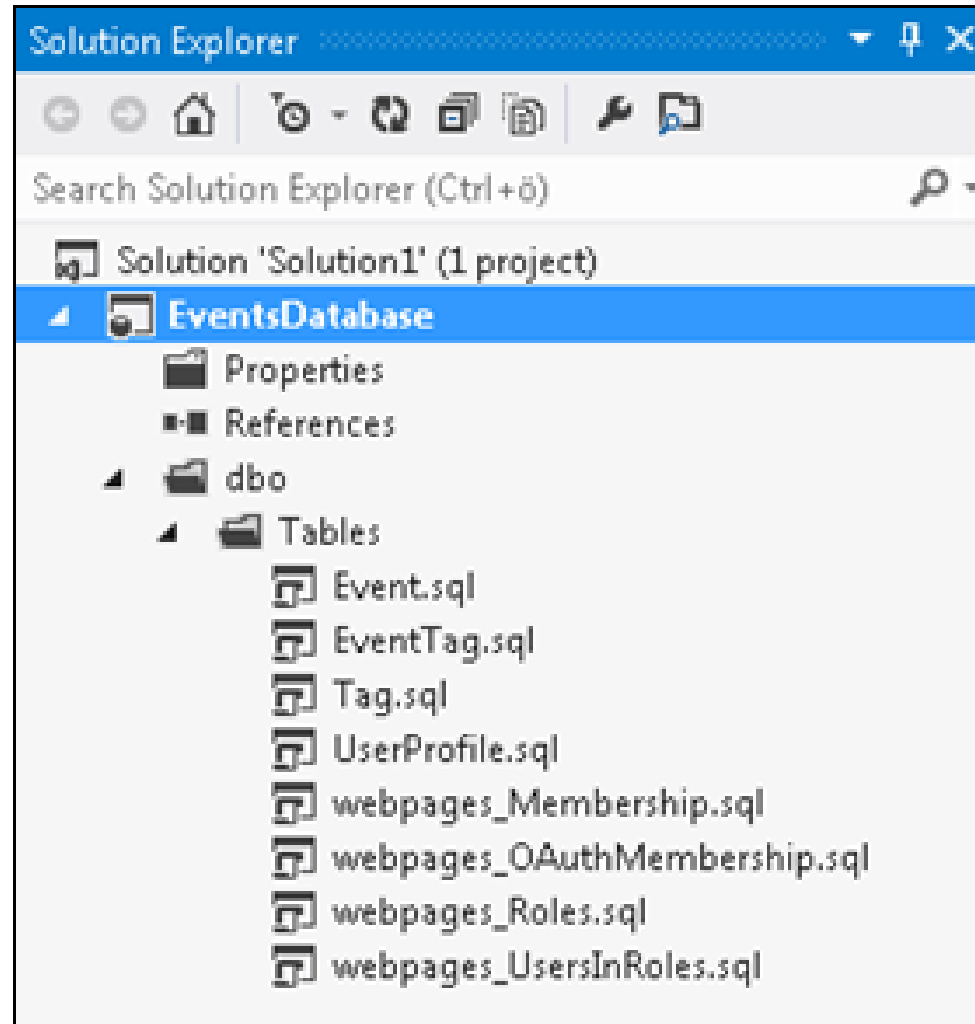 Solution Explorer
Search Solution Explorer (Ctrl+ö)
Solution 'Solution1' (1 project)
EventsDatabase
Properties
References
dbo
Tables
Event.sql
EventTag.sql
Tag.sql
UserProfile.sql
webpages_Membership.sql
webpages_OAuthMembership.sql
webpages_Roles.sql
webpages_UsersInRoles.sql